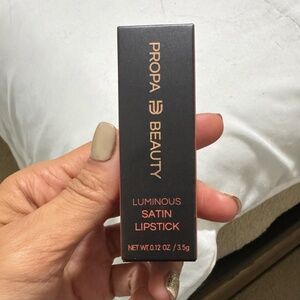 PROPA BEAUTY
LUMINOUS
SATIN
LIPSTICK
NET WT. 0.12 OZ / 3.5g